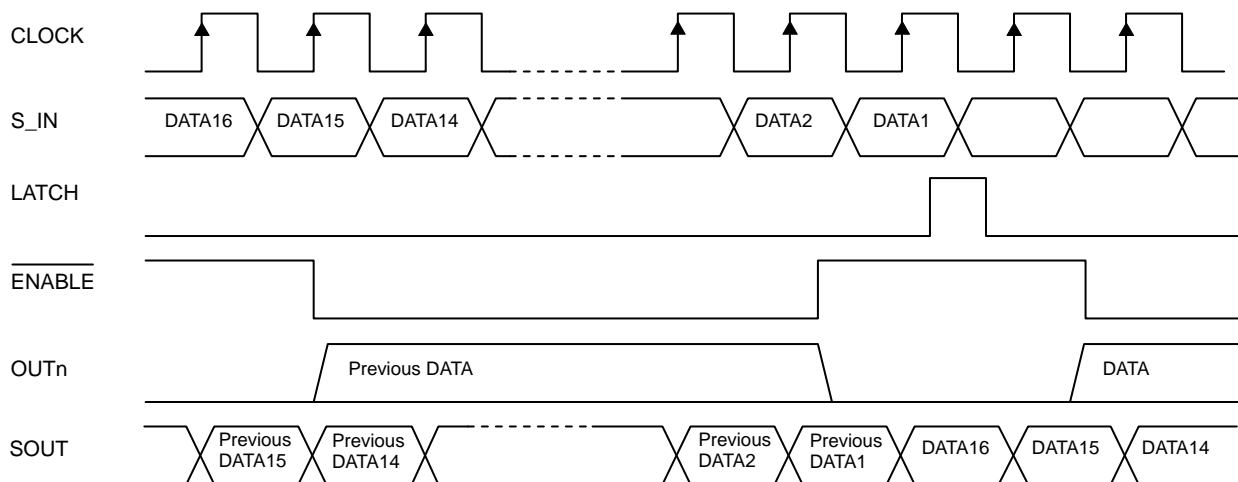 CLOCK
S_IN
DATA16
DATA15
DATA14
DATA2
DATA1
LATCH
ENABLE
OUTn
Previous DATA
DATA
SOUT
Previous
DATA15
Previous
DATA14
Previous
DATA2
Previous
DATA1
DATA16
DATA15
DATA14